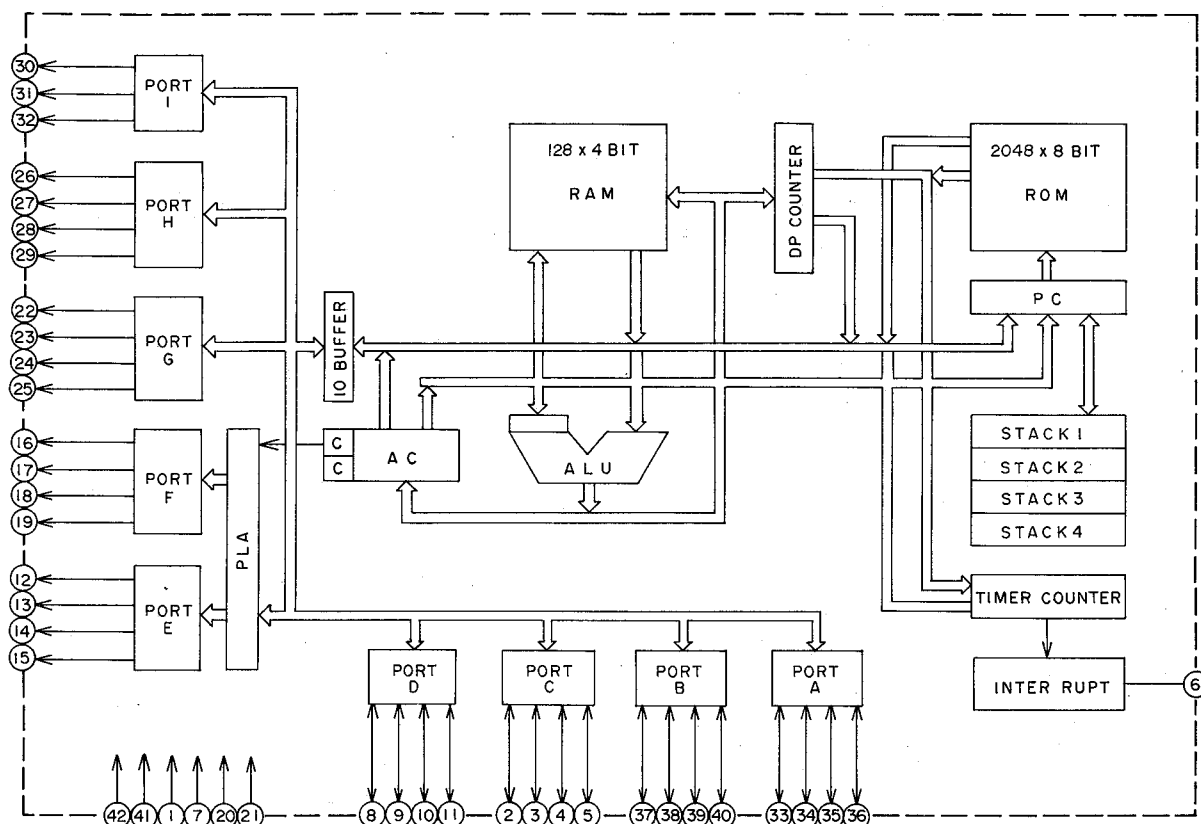 30
31
32
PORT
I
26
27
28
29
PORT
H
22
23
24
25
PORT
G
16
17
18
19
PORT
F
12
13
14
15
PORT
E
PLA
IO BUFFER
C
C
AC
128 x 4 BIT
RAM
ALU
DP COUNTER
2048 x 8 BIT
ROM
PC
STACK 1
STACK 2
STACK 3
STACK 4
TIMER COUNTER
INTER RUPT
6
PORT
D
PORT
C
PORT
B
PORT
A
42 41 1 7 20 21
8 9 10 11
2 3 4 5
37 38 39 40
33 34 35 36